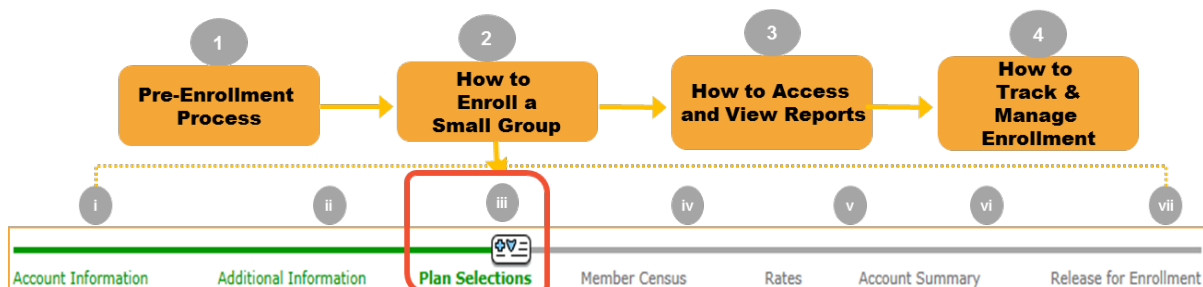 1
2
3
4
Pre-Enrollment
Process
How to
Enroll a
Small Group
How to Access
and View Reports
How to
Track &
Manage
Enrollment
i
ii
iii
iv
v
vi
vii
Account Information
Additional Information
Plan Selections
Member Census
Rates
Account Summary
Release for Enrollment